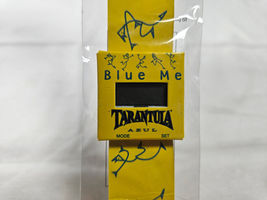 Blue Me
TARANTULA
AZUL
MODE SET